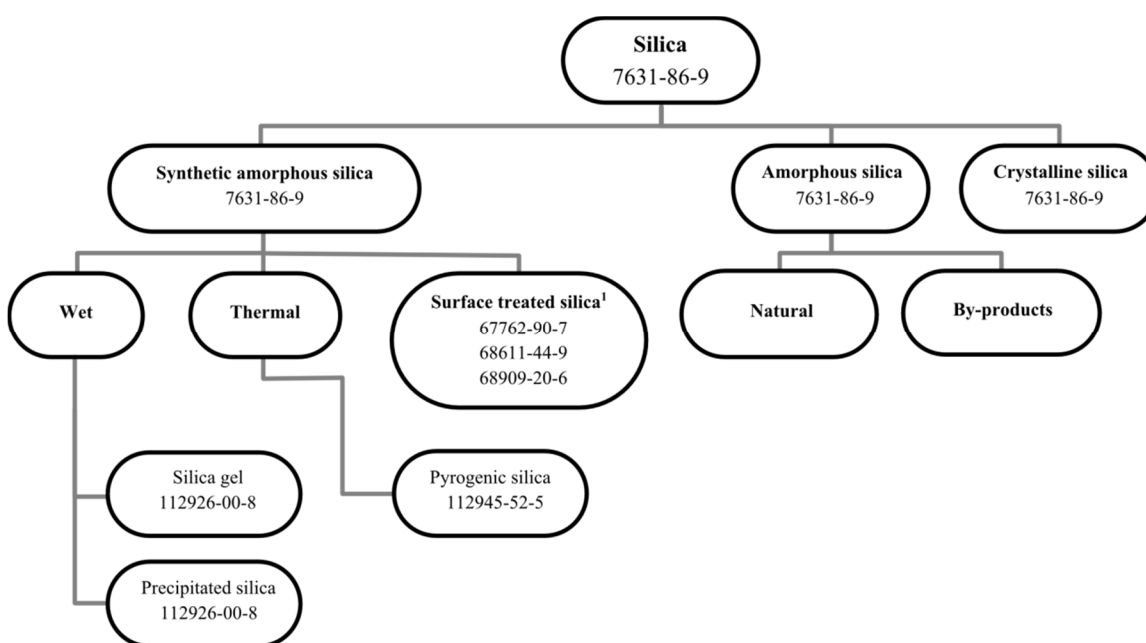 Silica
7631-86-9
Synthetic amorphous silica
7631-86-9
Amorphous silica
7631-86-9
Crystalline silica
7631-86-9
Wet
Thermal
Surface treated silica¹
67762-90-7
68611-44-9
68909-20-6
Natural
By-products
Silica gel
112926-00-8
Pyrogenic silica
112945-52-5
Precipitated silica
112926-00-8